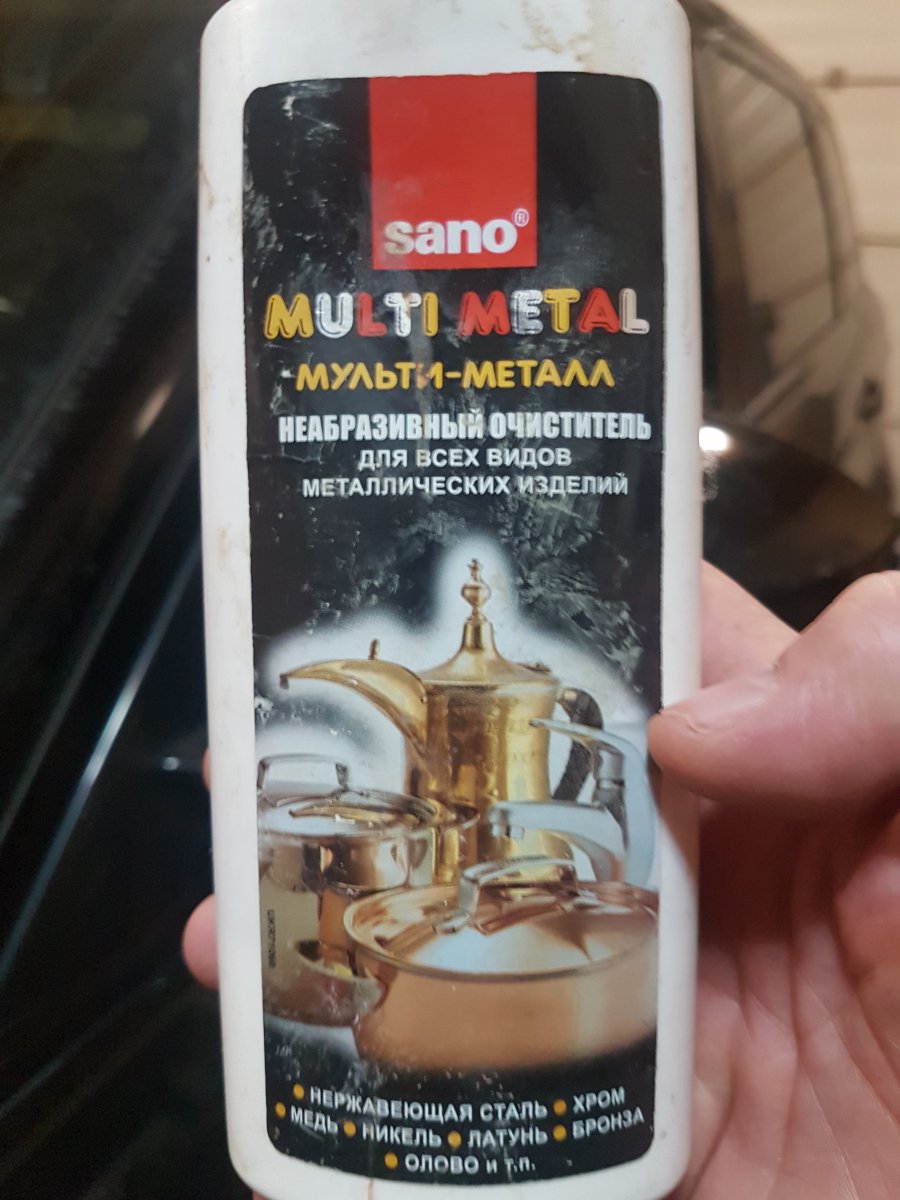 sano®
MULTI METAL
МУЛЬТИ-МЕТАЛЛ
НЕАБРАЗИВНЫЙ ОЧИСТИТЕЛЬ
ДЛЯ ВСЕХ ВИДОВ
МЕТАЛЛИЧЕСКИХ ИЗДЕЛИЙ
• НЕРЖАВЕЮЩАЯ СТАЛЬ • ХРОМ
• МЕДЬ • НИКЕЛЬ • ЛАТУНЬ • БРОНЗА
• ОЛОВО И Т.П.